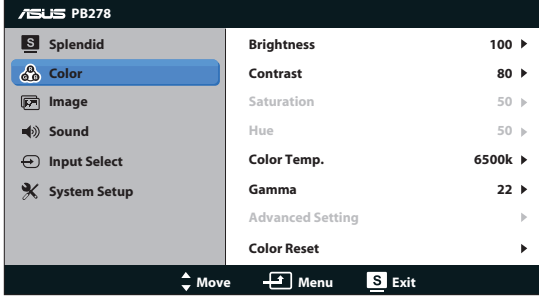 ASUS PB278
S Splendid
Color
Image
Sound
Input Select
System Setup
Brightness 100
Contrast 80
Saturation 50
Hue 50
Color Temp. 6500k
Gamma 22
Advanced Setting
Color Reset
Move Menu S Exit